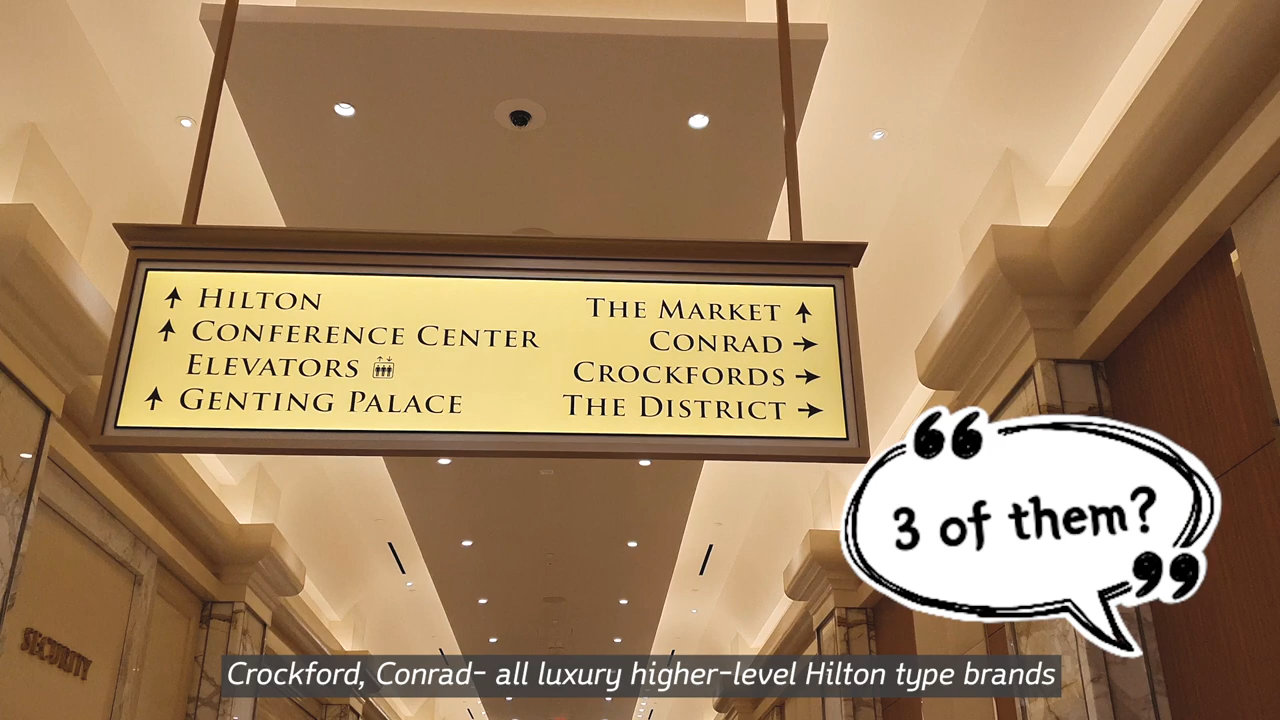 HILTON
CONFERENCE CENTER
ELEVATORS
GENTING PALACE
THE MARKET
CONRAD
CROCKFORDS
THE DISTRICT
“3 of them?”
SECURITY
Crockford, Conrad- all luxury higher-level Hilton type brands